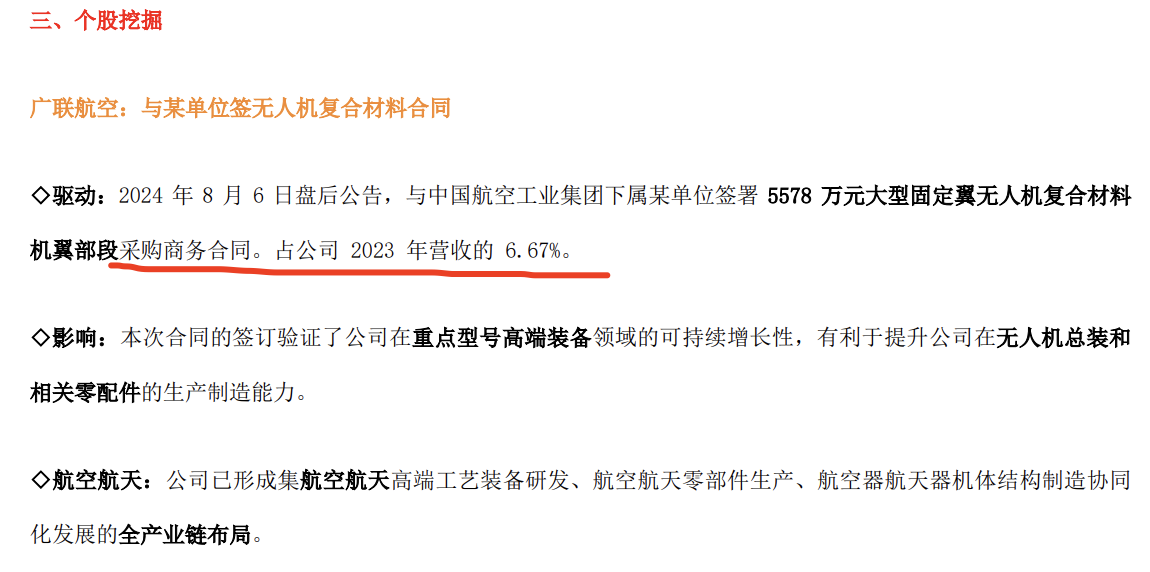 三、个股挖掘
广联航空：与某单位签无人机复合材料合同
◇驱动：2024 年 8 月 6 日盘后公告，与中国航空工业集团下属某单位签署 5578 万元大型固定翼无人机复合材料
机翼部段采购商务合同。占公司 2023 年营收的 6.67%。
◇影响：本次合同的签订验证了公司在重点型号高端装备领域的可持续增长性，有利于提升公司在无人机总装和
相关零配件的生产制造能力。
◇航空航天：公司已形成集航空航天高端工艺装备研发、航空航天零部件生产、航空器航天器机体结构制造协同
化发展的全产业链布局。